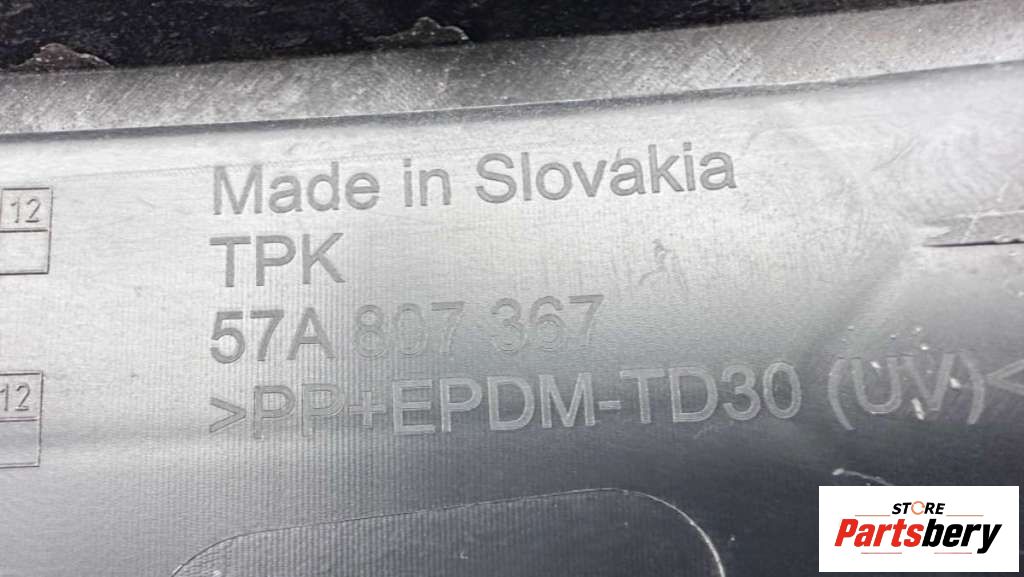 12
12
Made in Slovakia
TPK
57A 807 367
>PP+EPDM-TD30 (UV)<
STORE
Partsbery